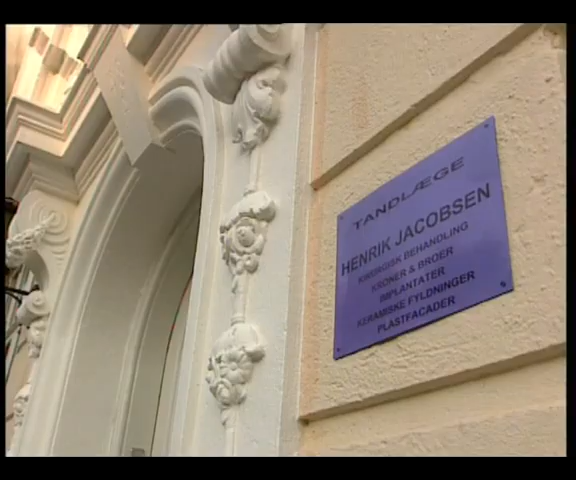 TANDLÆGE
HENRIK JACOBSEN
KIRURGISK BEHANDLING
KRONER & BROER
IMPLANTATER
KERAMISKE FYLDNINGER
PLASTFACADER